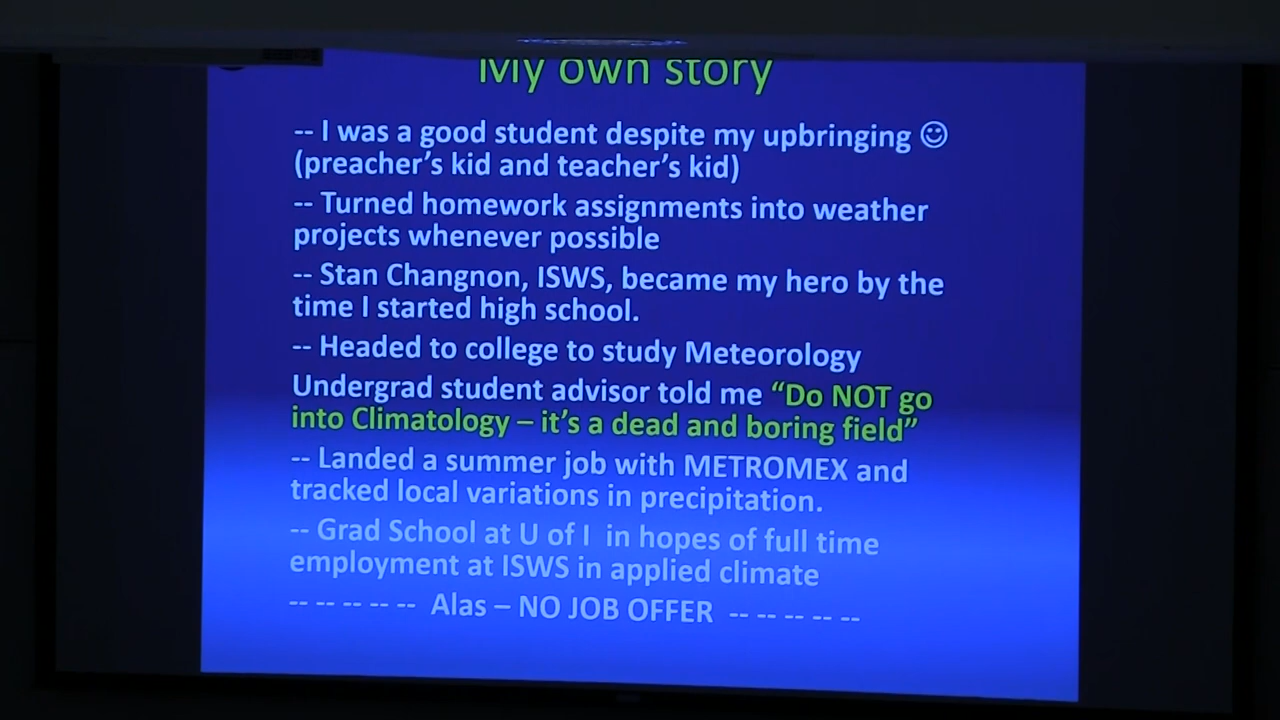 My own story
-- I was a good student despite my upbringing ☺
(preacher's kid and teacher's kid)
-- Turned homework assignments into weather
projects whenever possible
-- Stan Changnon, ISWS, became my hero by the
time I started high school.
-- Headed to college to study Meteorology
Undergrad student advisor told me “Do NOT go
into Climatology – it's a dead and boring field”
-- Landed a summer job with METROMEX and
tracked local variations in precipitation.
-- Grad School at U of I in hopes of full time
employment at ISWS in applied climate
-- -- -- -- -- Alas – NO JOB OFFER -- -- -- -- --